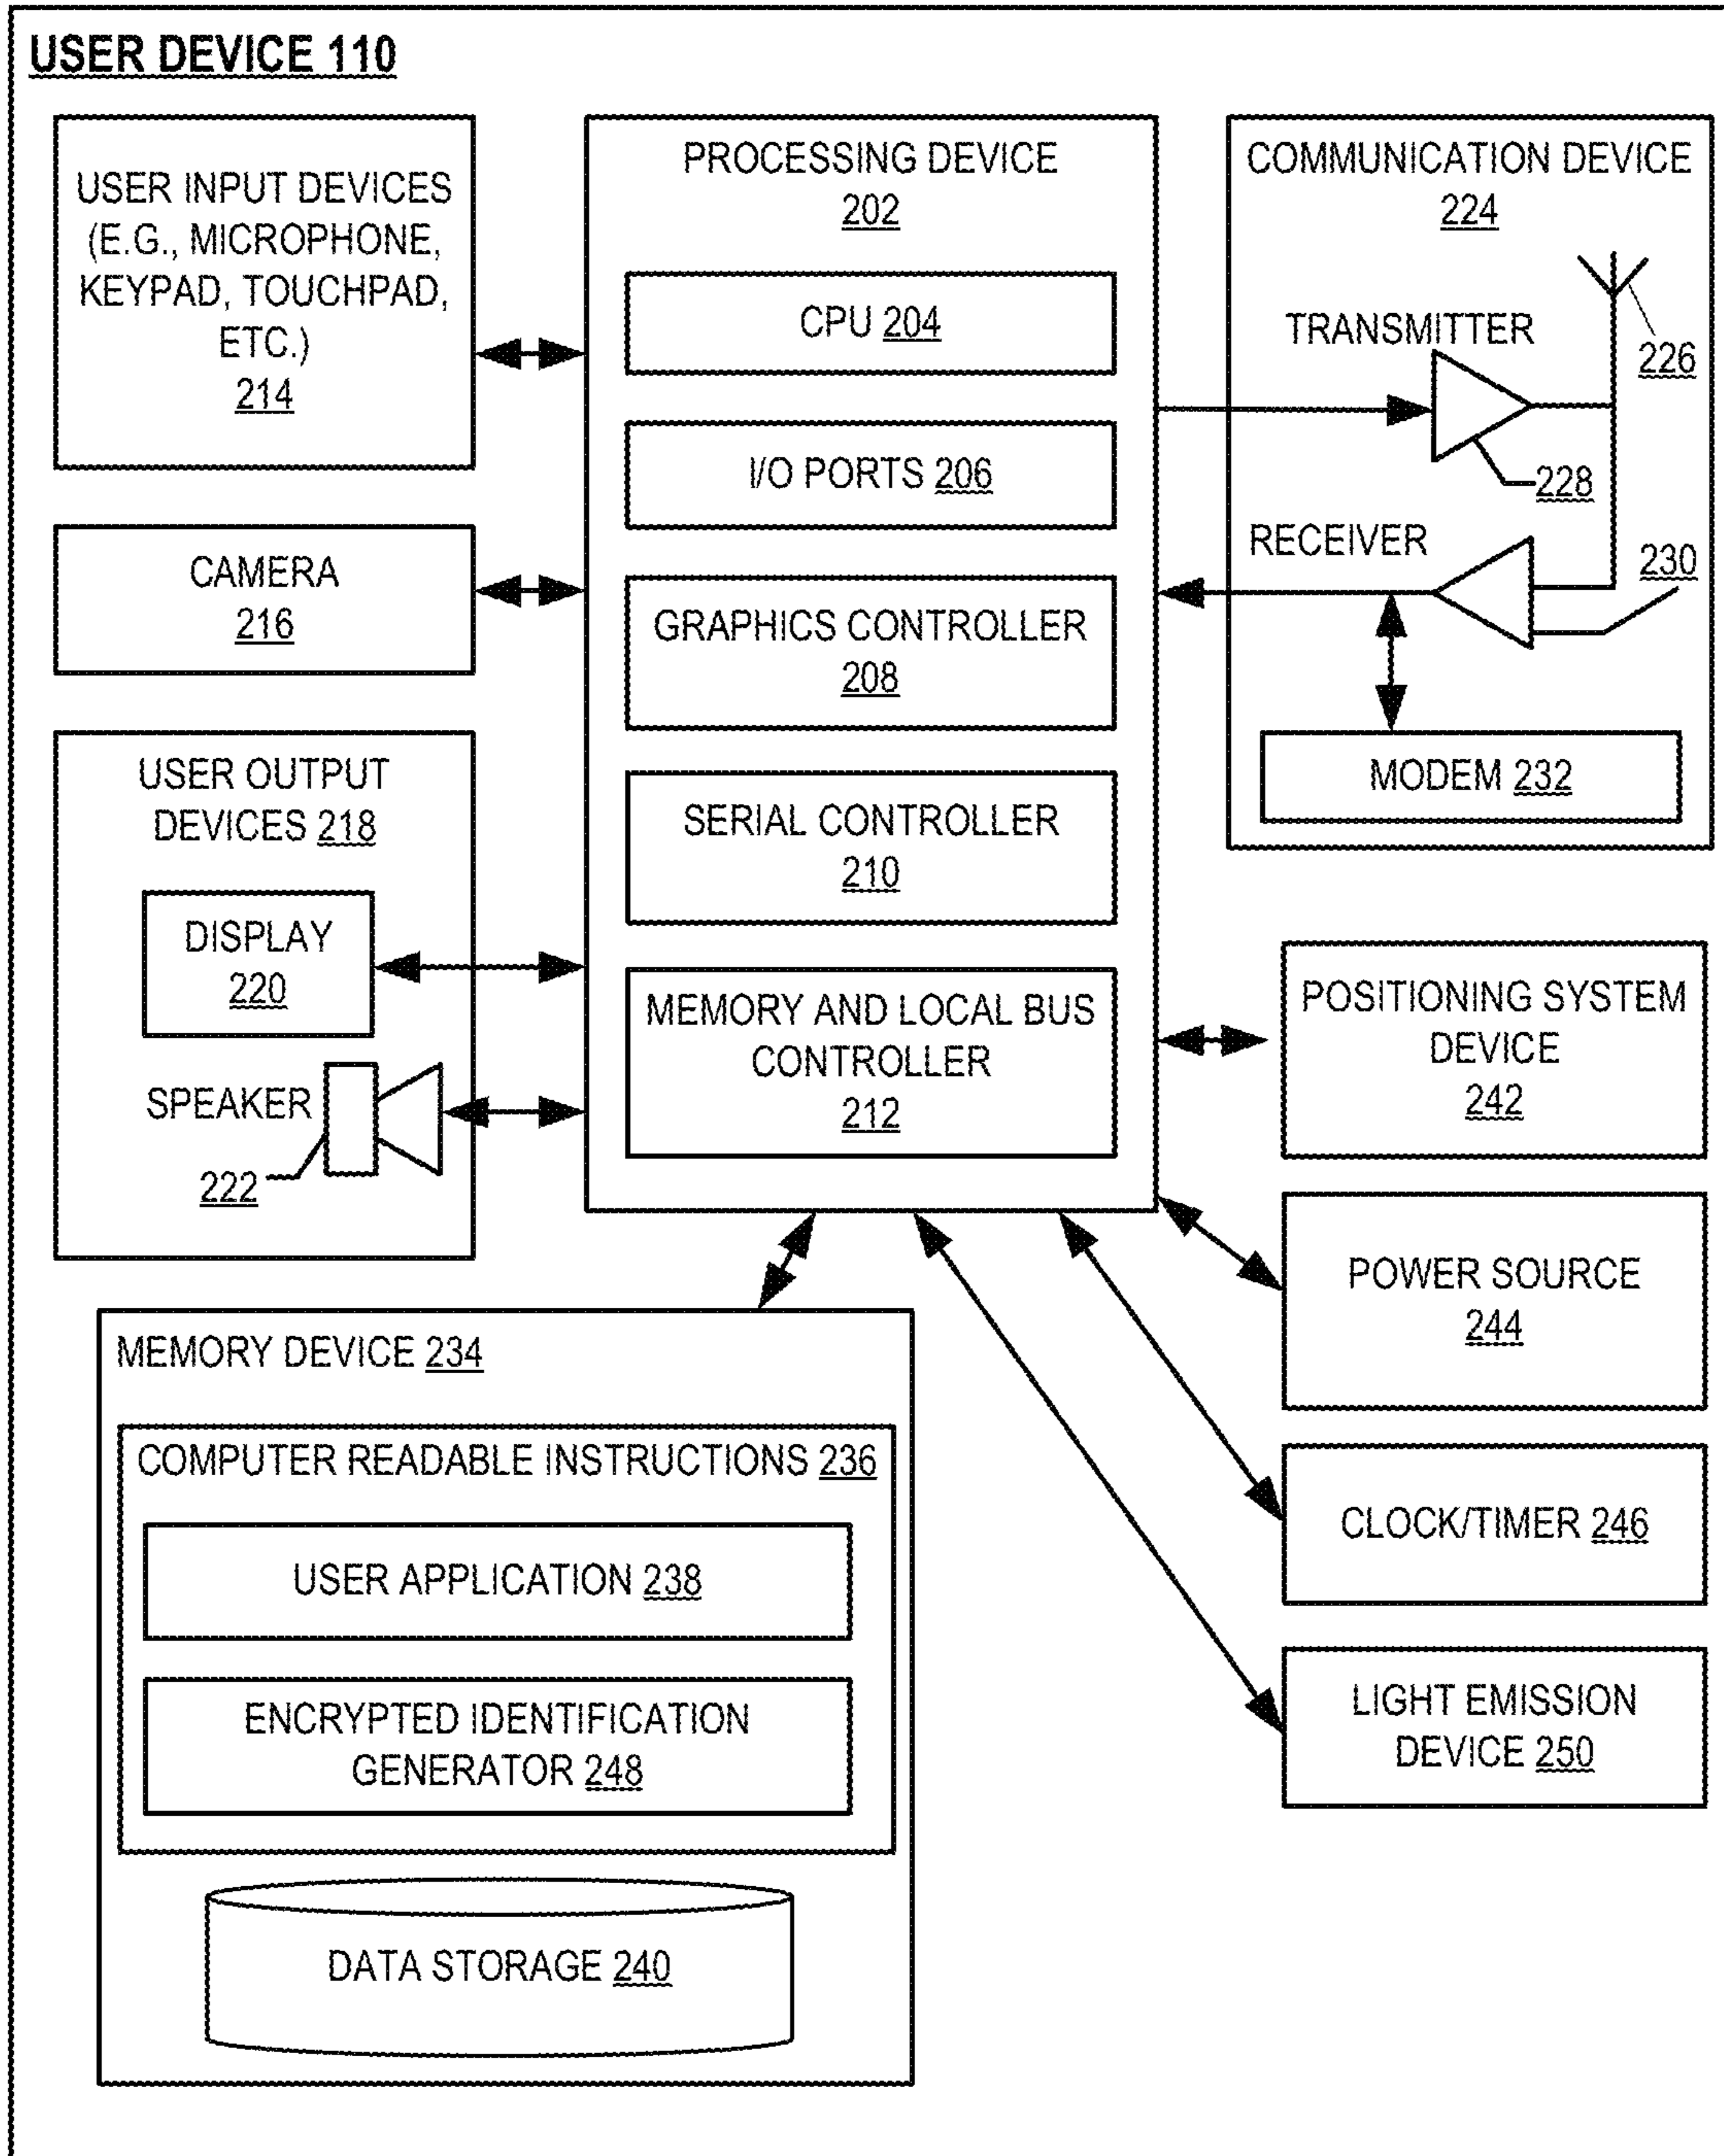 USER DEVICE 110
USER INPUT DEVICES
(E.G., MICROPHONE,
KEYPAD, TOUCHPAD,
ETC.)
214
CAMERA
216
USER OUTPUT
DEVICES 218
DISPLAY
220
SPEAKER
222
PROCESSING DEVICE
202
CPU 204
I/O PORTS 206
GRAPHICS CONTROLLER
208
SERIAL CONTROLLER
210
MEMORY AND LOCAL BUS
CONTROLLER
212
COMMUNICATION DEVICE
224
TRANSMITTER
226
228
RECEIVER
230
MODEM 232
POSITIONING SYSTEM
DEVICE
242
POWER SOURCE
244
CLOCK/TIMER 246
LIGHT EMISSION
DEVICE 250
MEMORY DEVICE 234
COMPUTER READABLE INSTRUCTIONS 236
USER APPLICATION 238
ENCRYPTED IDENTIFICATION
GENERATOR 248
DATA STORAGE 240